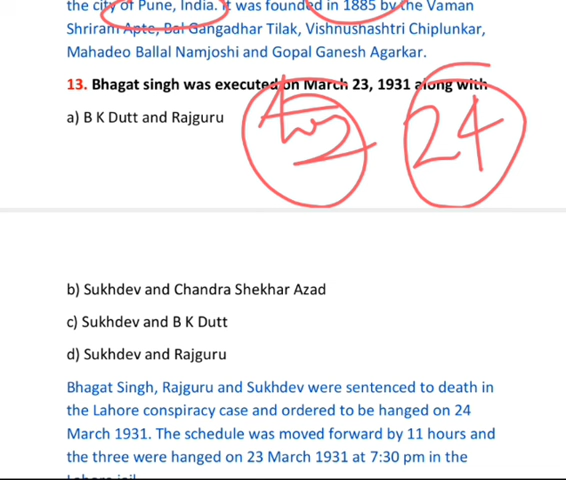 the city of Pune, India. It was founded in 1885 by the Vaman
Shriram Apte, Bal Gangadhar Tilak, Vishnushashtri Chiplunkar,
Mahadeo Ballal Namjoshi and Gopal Ganesh Agarkar.
13. Bhagat singh was executed on March 23, 1931 along with
a) B K Dutt and Rajguru
24
b) Sukhdev and Chandra Shekhar Azad
c) Sukhdev and B K Dutt
d) Sukhdev and Rajguru
Bhagat Singh, Rajguru and Sukhdev were sentenced to death in
the Lahore conspiracy case and ordered to be hanged on 24
March 1931. The schedule was moved forward by 11 hours and
the three were hanged on 23 March 1931 at 7:30 pm in the
Lahore jail